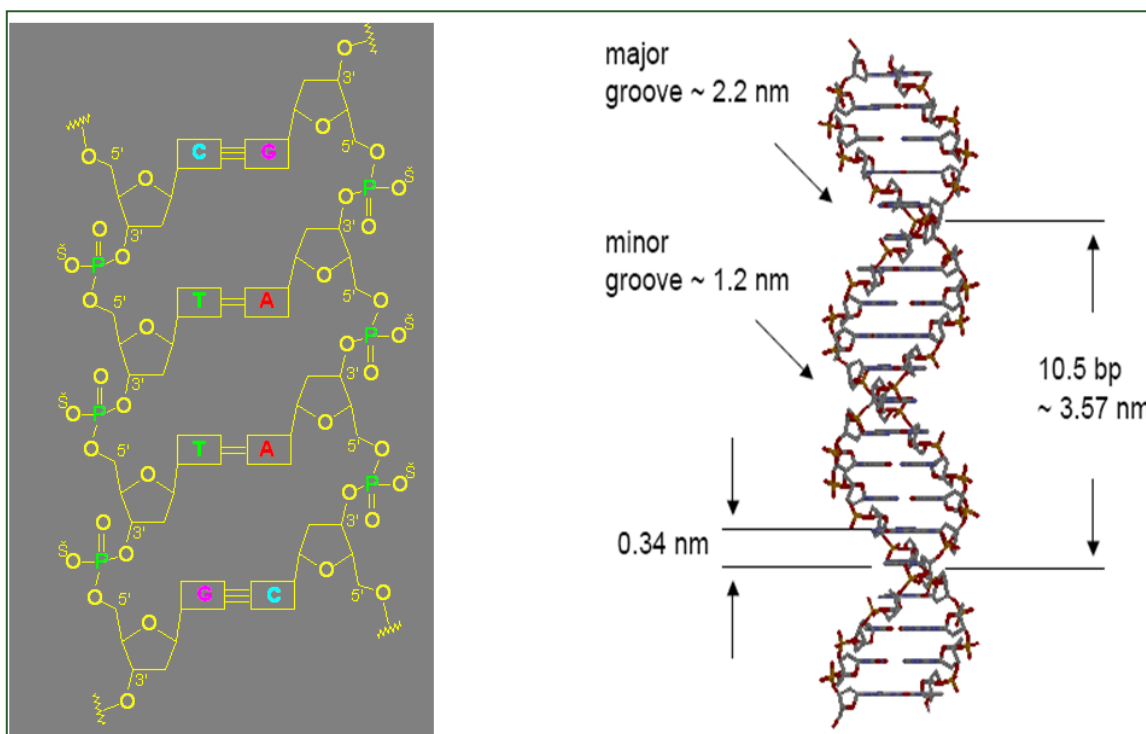 O
3'
O
5'
O
C
G
O
5'
O
P
O
Š
O
O
3'
O
O
3'
Š
O
P
O
O
5'
T
A
5'
O
O
P
O
Š
O
O
3'
O
O
3'
Š
O
P
O
O
5'
T
A
5'
O
O
P
O
Š
O
O
3'
O
O
3'
Š
O
P
O
O
5'
G
C
5'
O
O
3'
O
major
groove ~ 2.2 nm
minor
groove ~ 1.2 nm
10.5 bp
~ 3.57 nm
0.34 nm